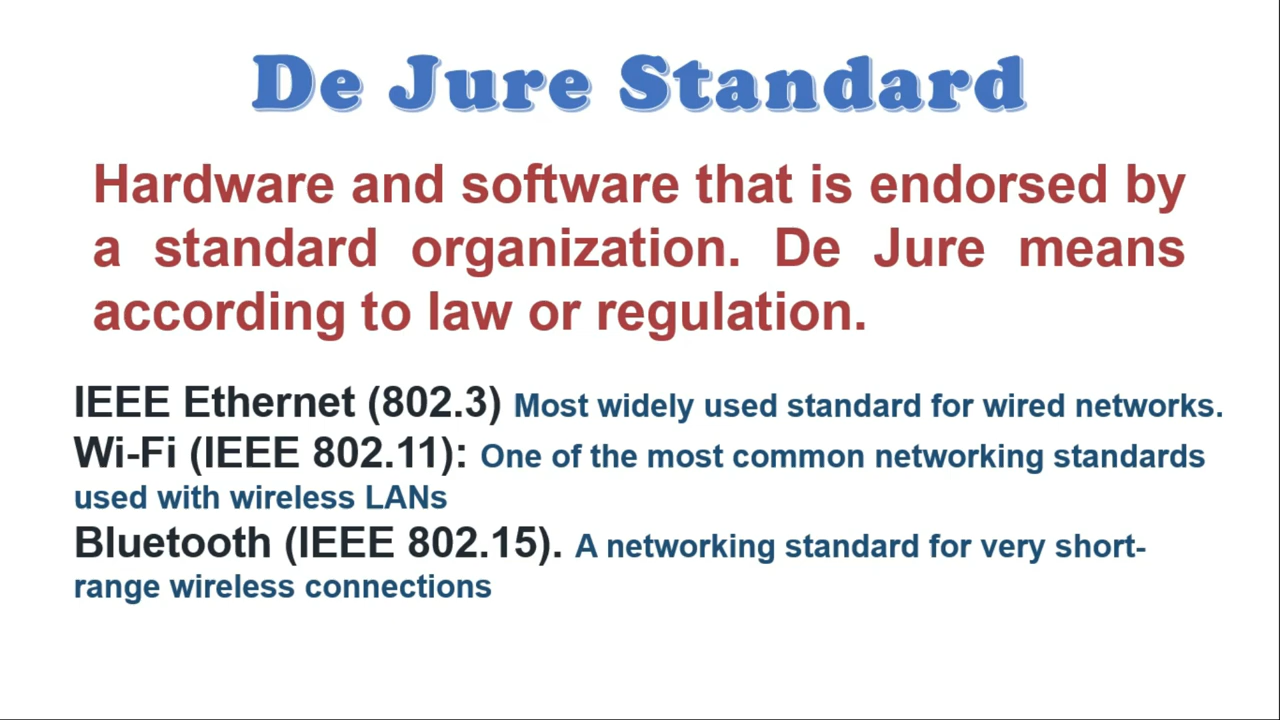 De Jure Standard
Hardware and software that is endorsed by
a standard organization. De Jure means
according to law or regulation.
IEEE Ethernet (802.3) Most widely used standard for wired networks.
Wi-Fi (IEEE 802.11): One of the most common networking standards
used with wireless LANs
Bluetooth (IEEE 802.15). A networking standard for very short-
range wireless connections